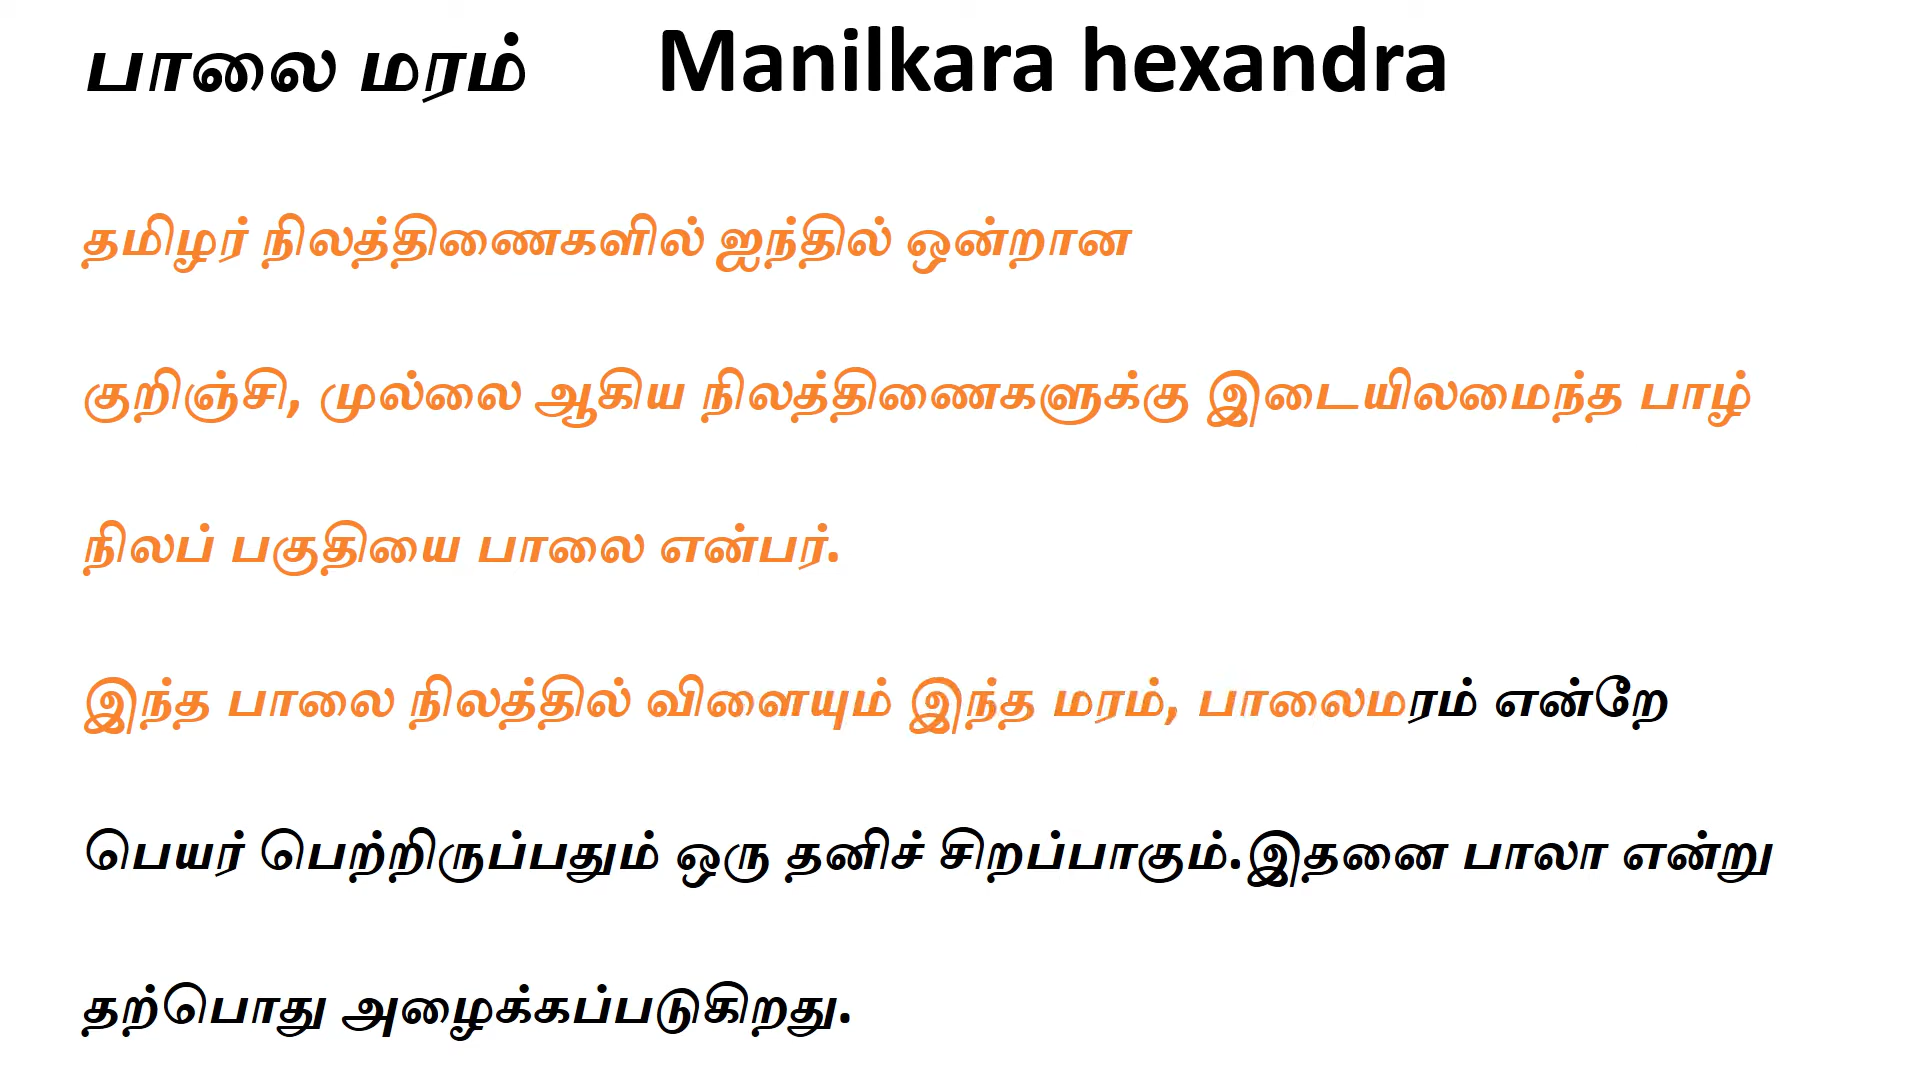 பாலை மரம் Manilkara hexandra
தமிழர் நிலத்திணைகளில் ஐந்தில் ஒன்றான
குறிஞ்சி, முல்லை ஆகிய நிலத்திணைகளுக்கு இடையிலமைந்த பாழ்
நிலப் பகுதியை பாலை என்பர்.
இந்த பாலை நிலத்தில் விளையும் இந்த மரம், பாலைமரம் என்றே
பெயர் பெற்றிருப்பதும் ஒரு தனிச் சிறப்பாகும்.இதனை பாலா என்று
தற்பொது அழைக்கப்படுகிறது.